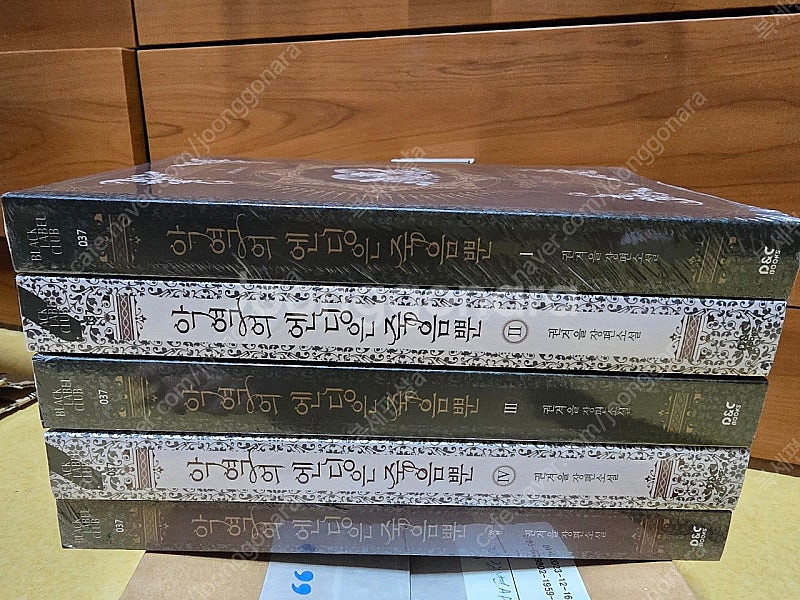 BLACK
LABEL
CLUB
037
악역의 엔딩은 죽음뿐 I 권겨을 장편소설
D&C
BOOKS
악역의 엔딩은 죽음뿐 II 권겨을 장편소설
BLACK
LABEL
CLUB
037
악역의 엔딩은 죽음뿐 III 권겨을 장편소설
D&C
BOOKS
악역의 엔딩은 죽음뿐 IV 권겨을 장편소설
037
악역의 엔딩은 죽음뿐 권겨을 장편소설
D&C
BOOKS
cafe.naver.com/joonggonara